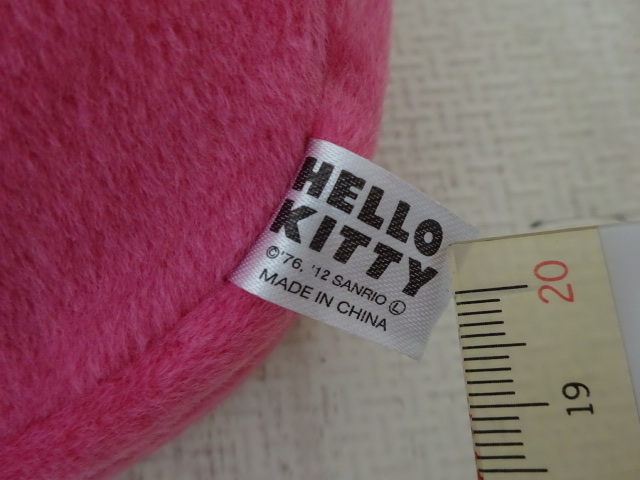 HELLO
KITTY
©'76, '12 SANRIO Ⓛ
MADE IN CHINA
20
19